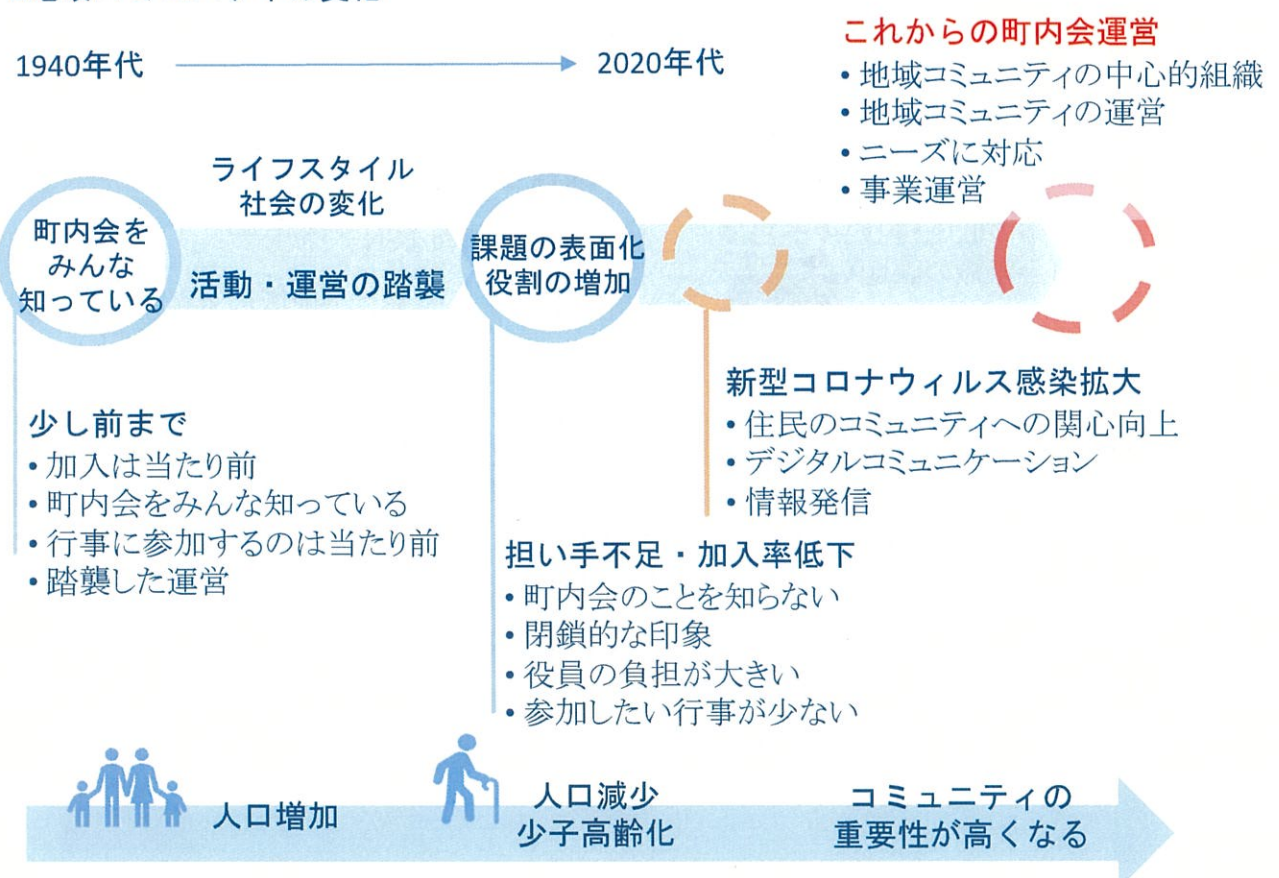 1940年代
2020年代
これからの町内会運営
• 地域コミュニティの中心的組織
• 地域コミュニティの運営
• ニーズに対応
• 事業運営
ライフスタイル
社会の変化
町内会を
みんな
知っている
活動・運営の踏襲
課題の表面化
役割の増加
新型コロナウィルス感染拡大
• 住民のコミュニティへの関心向上
• デジタルコミュニケーション
• 情報発信
少し前まで
• 加入は当たり前
• 町内会をみんな知っている
• 行事に参加するのは当たり前
• 踏襲した運営
担い手不足・加入率低下
• 町内会のことを知らない
• 閉鎖的な印象
• 役員の負担が大きい
• 参加したい行事が少ない
人口増加
人口減少
少子高齢化
コミュニティの
重要性が高くなる